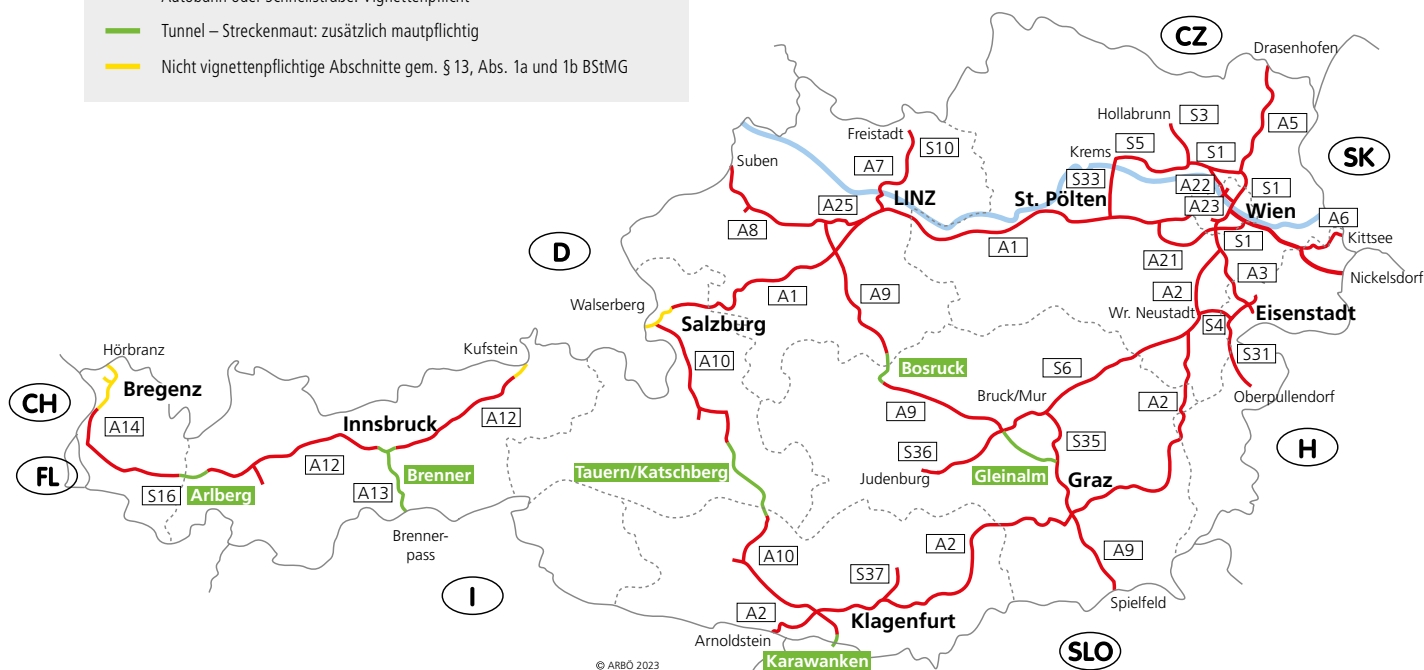 Autobahn oder Schnellstraße: Vignettenpflicht
Tunnel – Streckenmaut: zusätzlich mautpflichtig
Nicht vignettenpflichtige Abschnitte gem. § 13, Abs. 1a und 1b BStMG
CZ
Drasenhofen
Hollabrunn
S3
A5
Freistadt
S10
Krems
S5
S1
SK
Suben
A7
S33
A22
S1
LINZ
St. Pölten
A23
Wien
A25
A6
A8
A1
S1
Kittsee
D
A21
A3
Nickelsdorf
A1
A9
A2
Walserberg
Salzburg
Wr. Neustadt
S4
Eisenstadt
Hörbranz
Kufstein
A10
Bosruck
S6
S31
Bregenz
Bruck/Mur
Oberpullendorf
CH
A14
Innsbruck
A12
A9
A2
S35
H
FL
A12
S36
S16
Arlberg
Brenner
A13
Tauern/Katschberg
Judenburg
Gleinalm
Graz
Brenner-
pass
A10
A2
A9
S37
I
A2
Klagenfurt
Spielfeld
Arnoldstein
SLO
© ARBÖ 2023
Karawanken